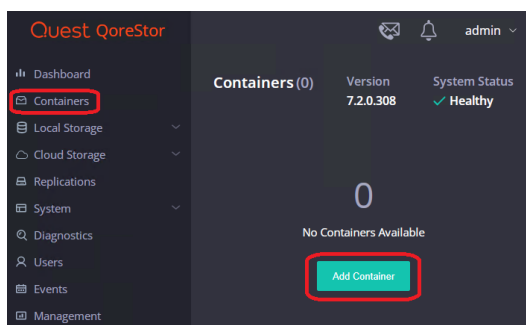 Quest QoreStor
admin
Dashboard
Containers
Local Storage
Cloud Storage
Replications
System
Diagnostics
Users
Events
Management
Containers (0)
Version
7.2.0.308
System Status
Healthy
0
No Containers Available
Add Container